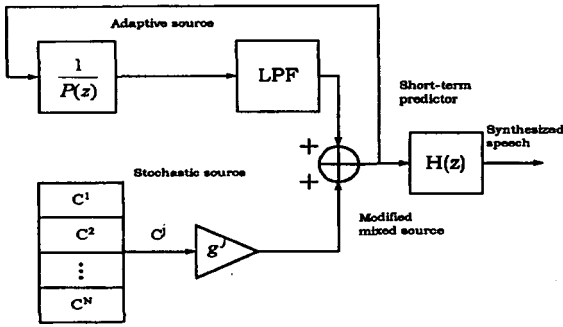 Adaptive source
1
P(z)
LPF
Short-term
predictor
Synthesized
speech
+
+
H(z)
Stochastic source
C¹
C²
⋮
Cᴺ
Cʲ
gʲ
Modified
mixed source